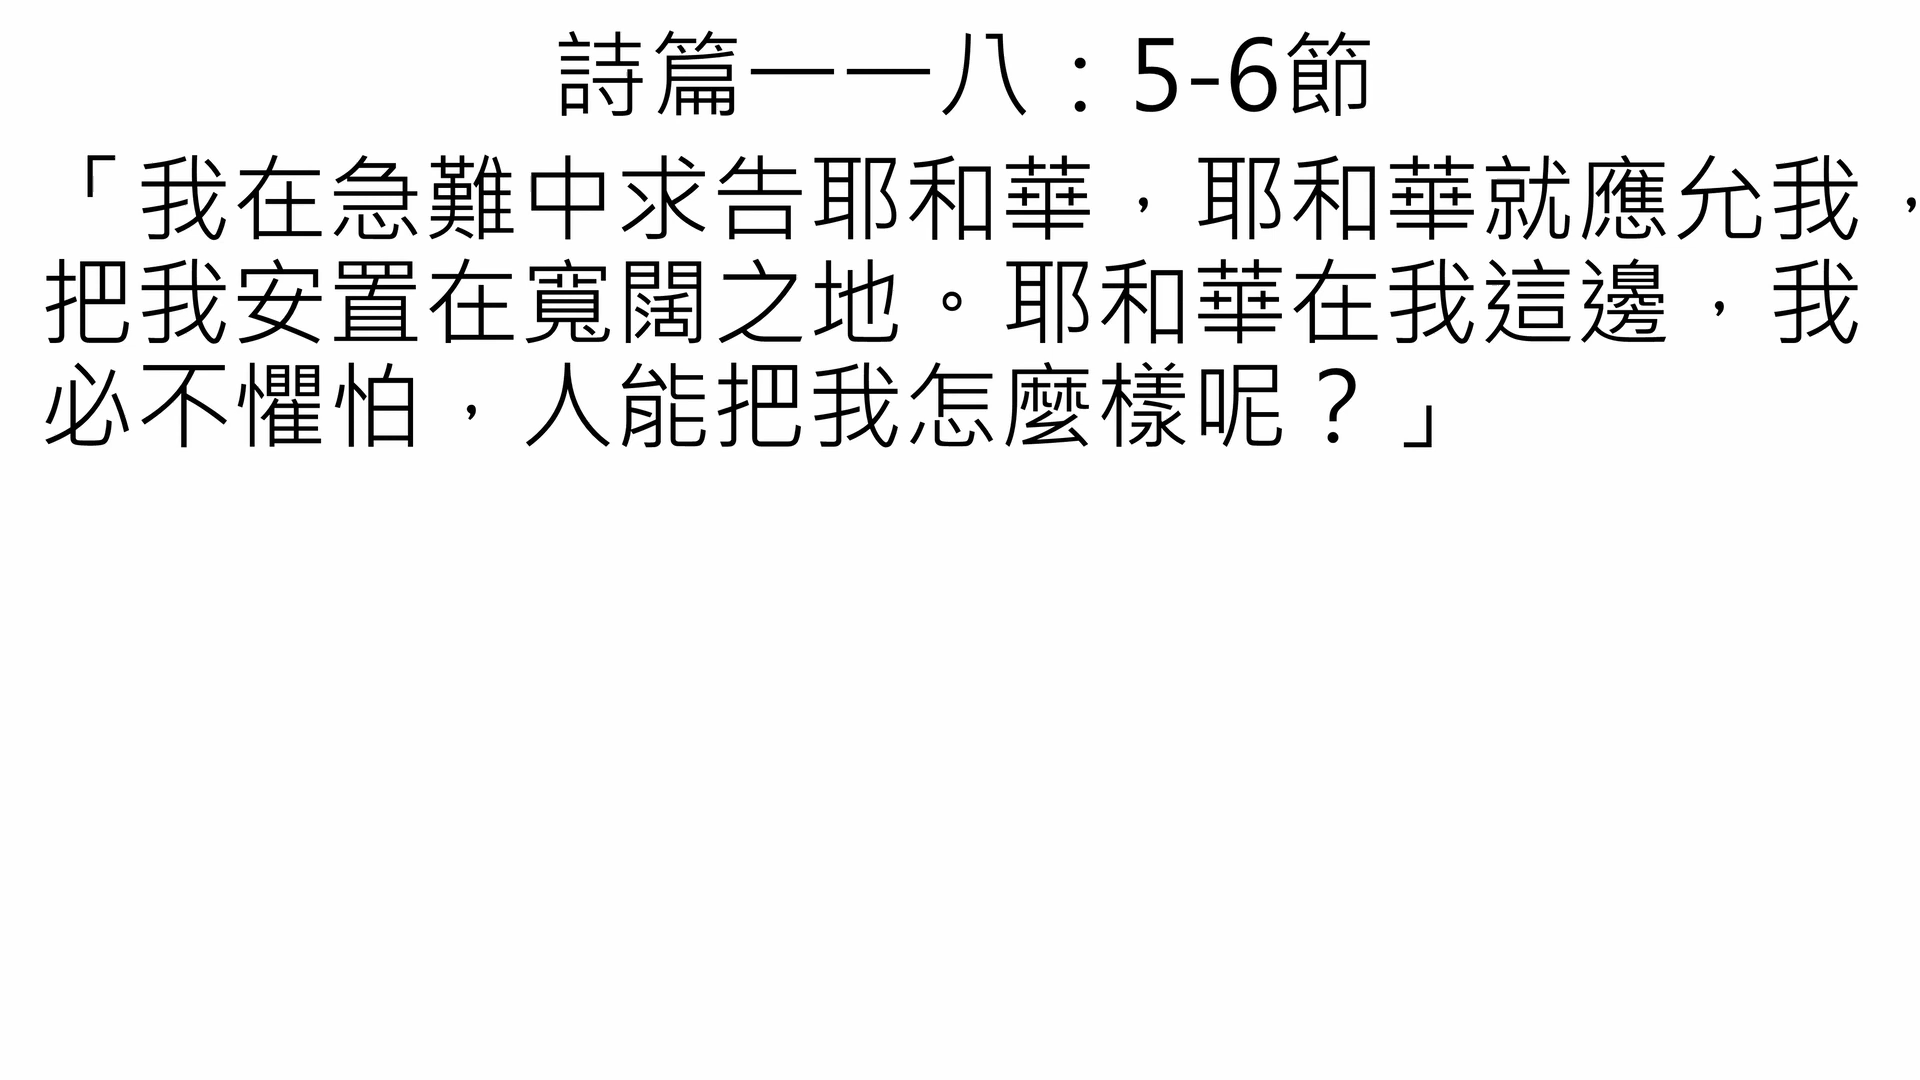 詩篇一一八：5-6節
「我在急難中求告耶和華，耶和華就應允我，
把我安置在寬闊之地。耶和華在我這邊，我
必不懼怕，人能把我怎麼樣呢？」